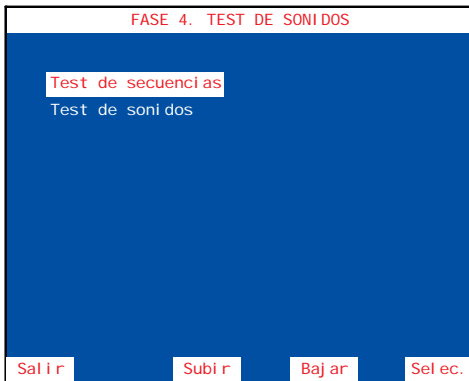 FASE 4. TEST DE SONIDOS
Test de secuencias
Test de sonidos
Salir Subir Bajar Selec.